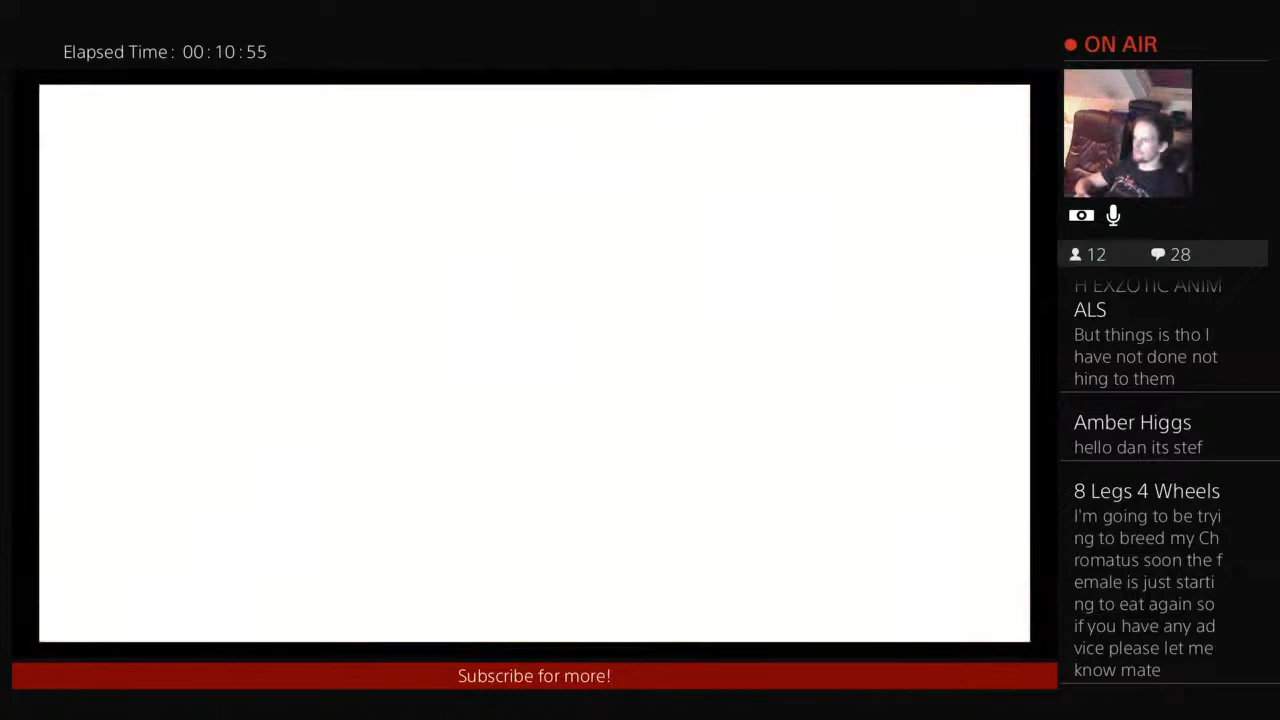 Elapsed Time: 00:10:55
ON AIR
12 28
H EXZOTIC ANIM
ALS
But things is tho I
have not done not
hing to them
Amber Higgs
hello dan its stef
8 Legs 4 Wheels
I'm going to be tryi
ng to breed my Ch
romatus soon the f
emale is just starti
ng to eat again so
if you have any ad
vice please let me
know mate
Subscribe for more!